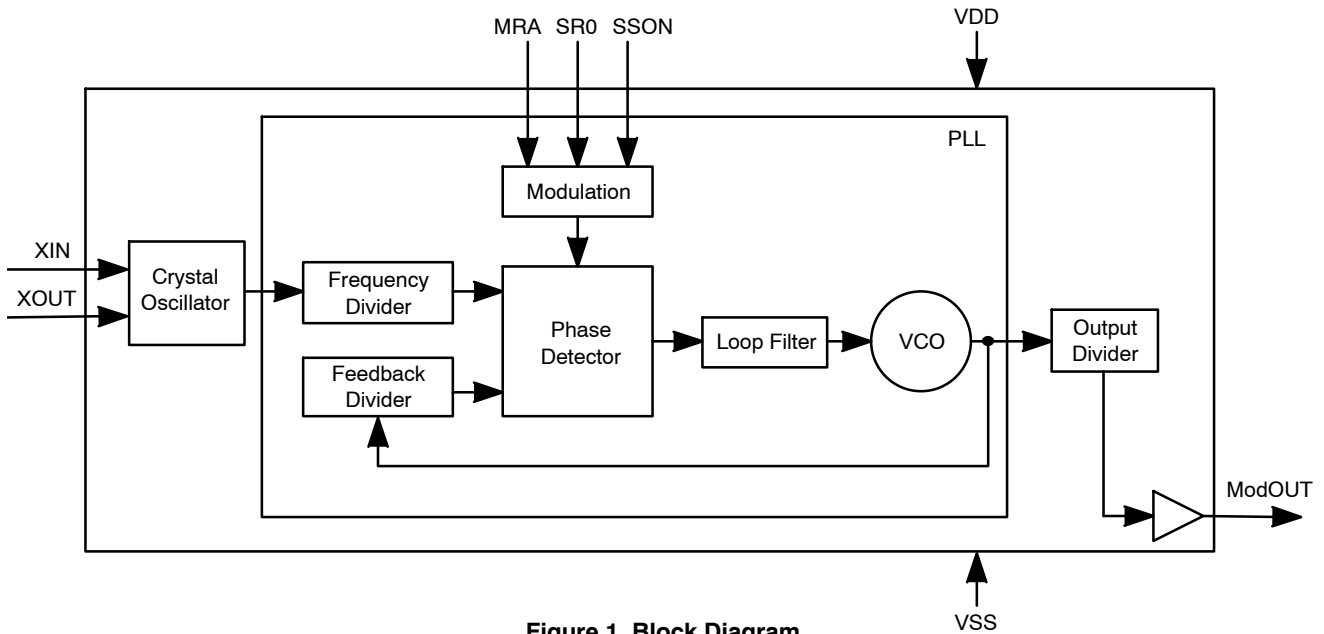 MRA SR0 SSON
VDD
PLL
Modulation
XIN
XOUT
Crystal
Oscillator
Frequency
Divider
Feedback
Divider
Phase
Detector
Loop Filter
VCO
Output
Divider
ModOUT
VSS
Figure 1. Block Diagram